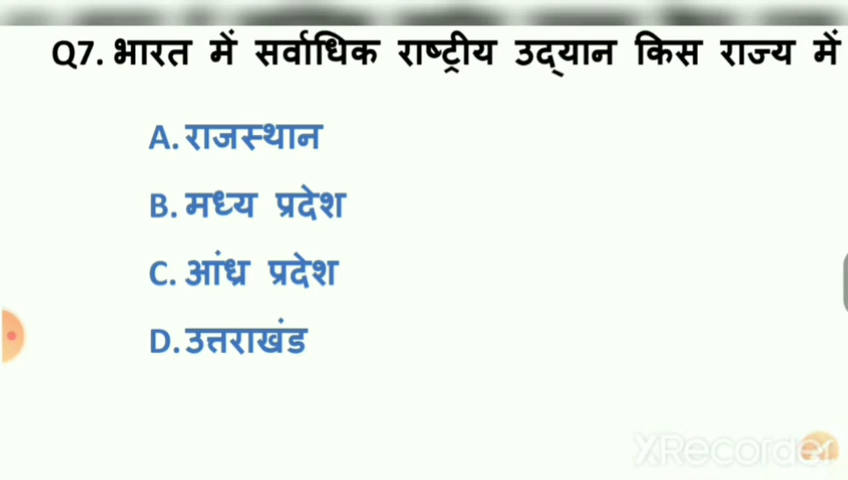 Q7. भारत में सर्वाधिक राष्ट्रीय उद्यान किस राज्य में
A. राजस्थान
B. मध्य प्रदेश
C. आंध्र प्रदेश
D. उत्तराखंड
XRecorder